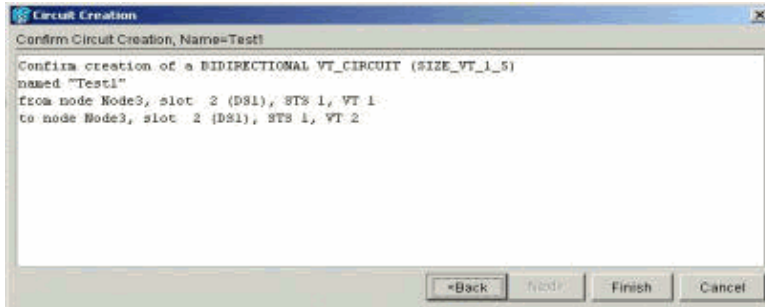 Circuit Creation
Confirm Circuit Creation, Name=Test1
Confirm creation of a BIDIRECTIONAL VT_CIRCUIT (SIZE_VT_1_5)
named "Test1"
from node Node3, slot 2 (DS1), STS 1, VT 1
to node Node3, slot 2 (DS1), STS 1, VT 2
<Back Next> Finish Cancel